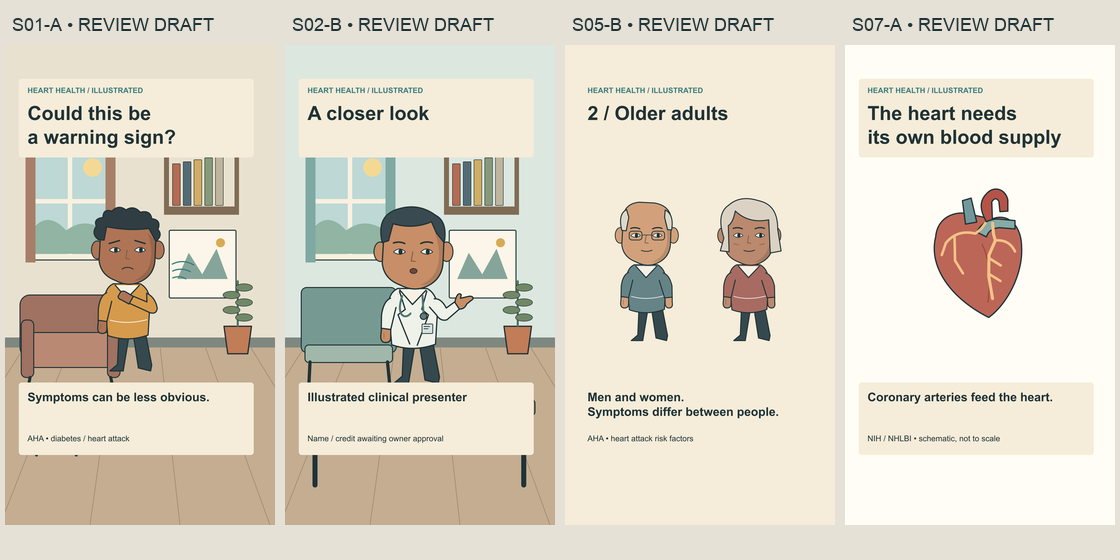 S01-A • REVIEW DRAFT
HEART HEALTH / ILLUSTRATED
Could this be
a warning sign?
Symptoms can be less obvious.
AHA • diabetes / heart attack
S02-B • REVIEW DRAFT
HEART HEALTH / ILLUSTRATED
A closer look
Illustrated clinical presenter
Name / credit awaiting owner approval
S05-B • REVIEW DRAFT
HEART HEALTH / ILLUSTRATED
2 / Older adults
Men and women.
Symptoms differ between people.
AHA • heart attack risk factors
S07-A • REVIEW DRAFT
HEART HEALTH / ILLUSTRATED
The heart needs
its own blood supply
Coronary arteries feed the heart.
NIH / NHLBI • schematic, not to scale